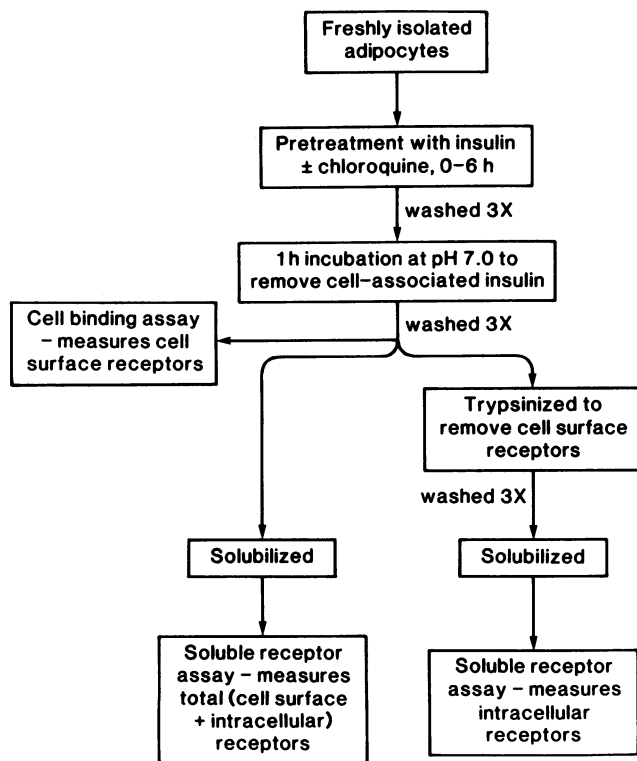 Freshly isolated
adipocytes
Pretreatment with insulin
± chloroquine, 0–6 h
washed 3X
1h incubation at pH 7.0 to
remove cell–associated insulin
washed 3X
Cell binding assay
– measures cell
surface receptors
Trypsinized to
remove cell surface
receptors
washed 3X
Solubilized
Solubilized
Soluble receptor
assay – measures
total (cell surface
+ intracellular)
receptors
Soluble receptor
assay – measures
intracellular
receptors